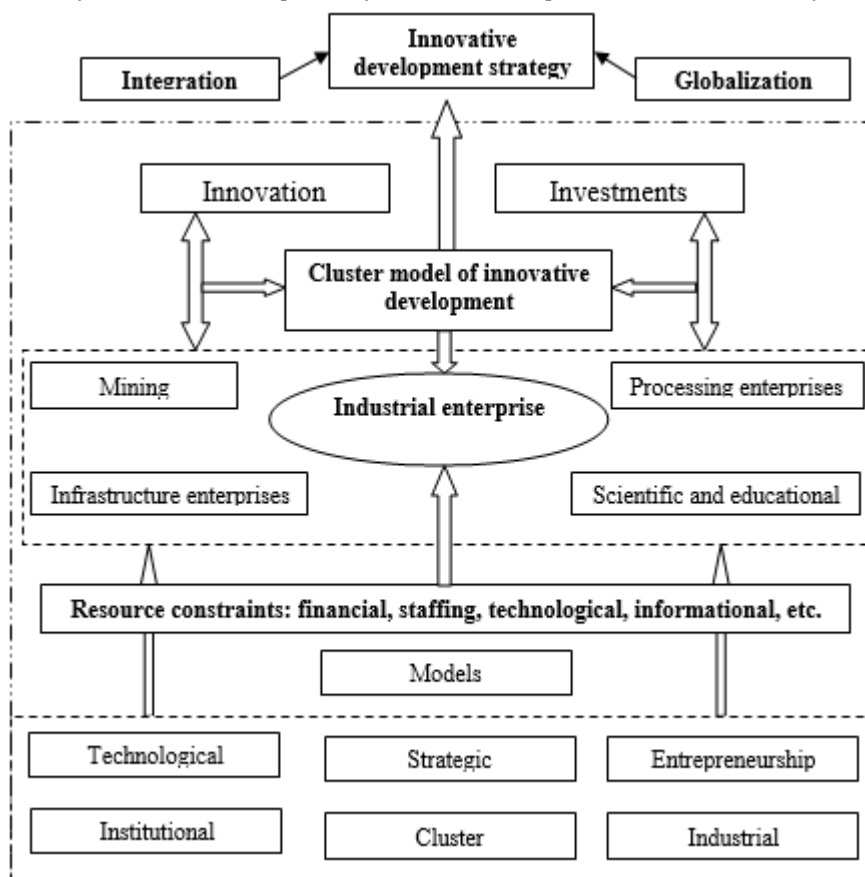 Innovative
development strategy
Integration
Globalization
Innovation
Investments
Cluster model of innovative
development
Mining
Processing enterprises
Industrial enterprise
Infrastructure enterprises
Scientific and educational
Resource constraints: financial, staffing, technological, informational, etc.
Models
Technological
Strategic
Entrepreneurship
Institutional
Cluster
Industrial